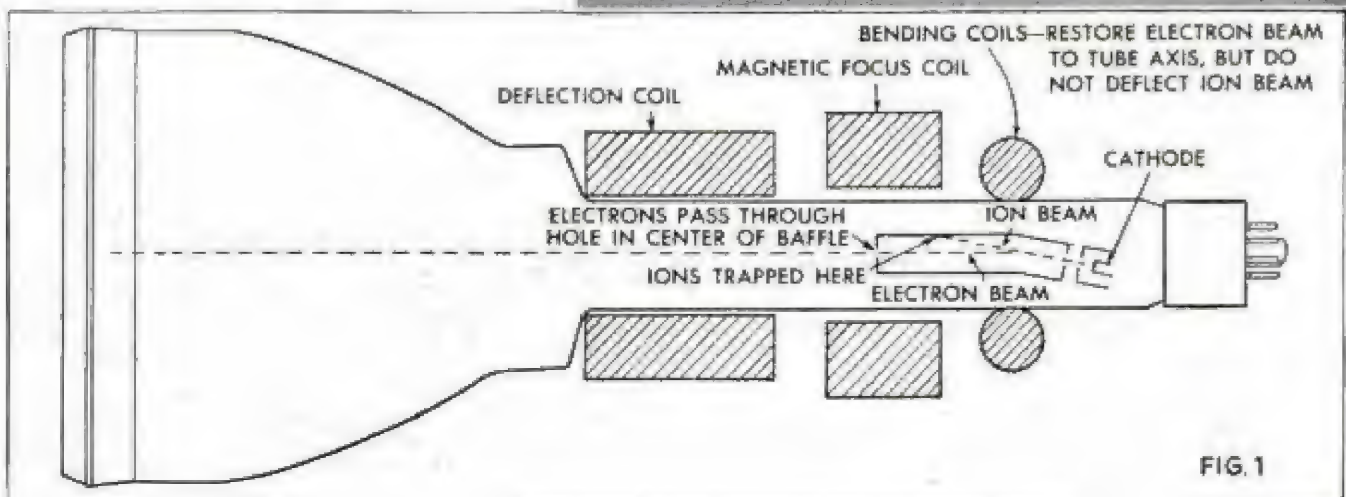 BENDING COILS—RESTORE ELECTRON BEAM
TO TUBE AXIS, BUT DO
NOT DEFLECT ION BEAM
MAGNETIC FOCUS COIL
DEFLECTION COIL
CATHODE
ELECTRONS PASS THROUGH
HOLE IN CENTER OF BAFFLE
ION BEAM
IONS TRAPPED HERE
ELECTRON BEAM
FIG. 1